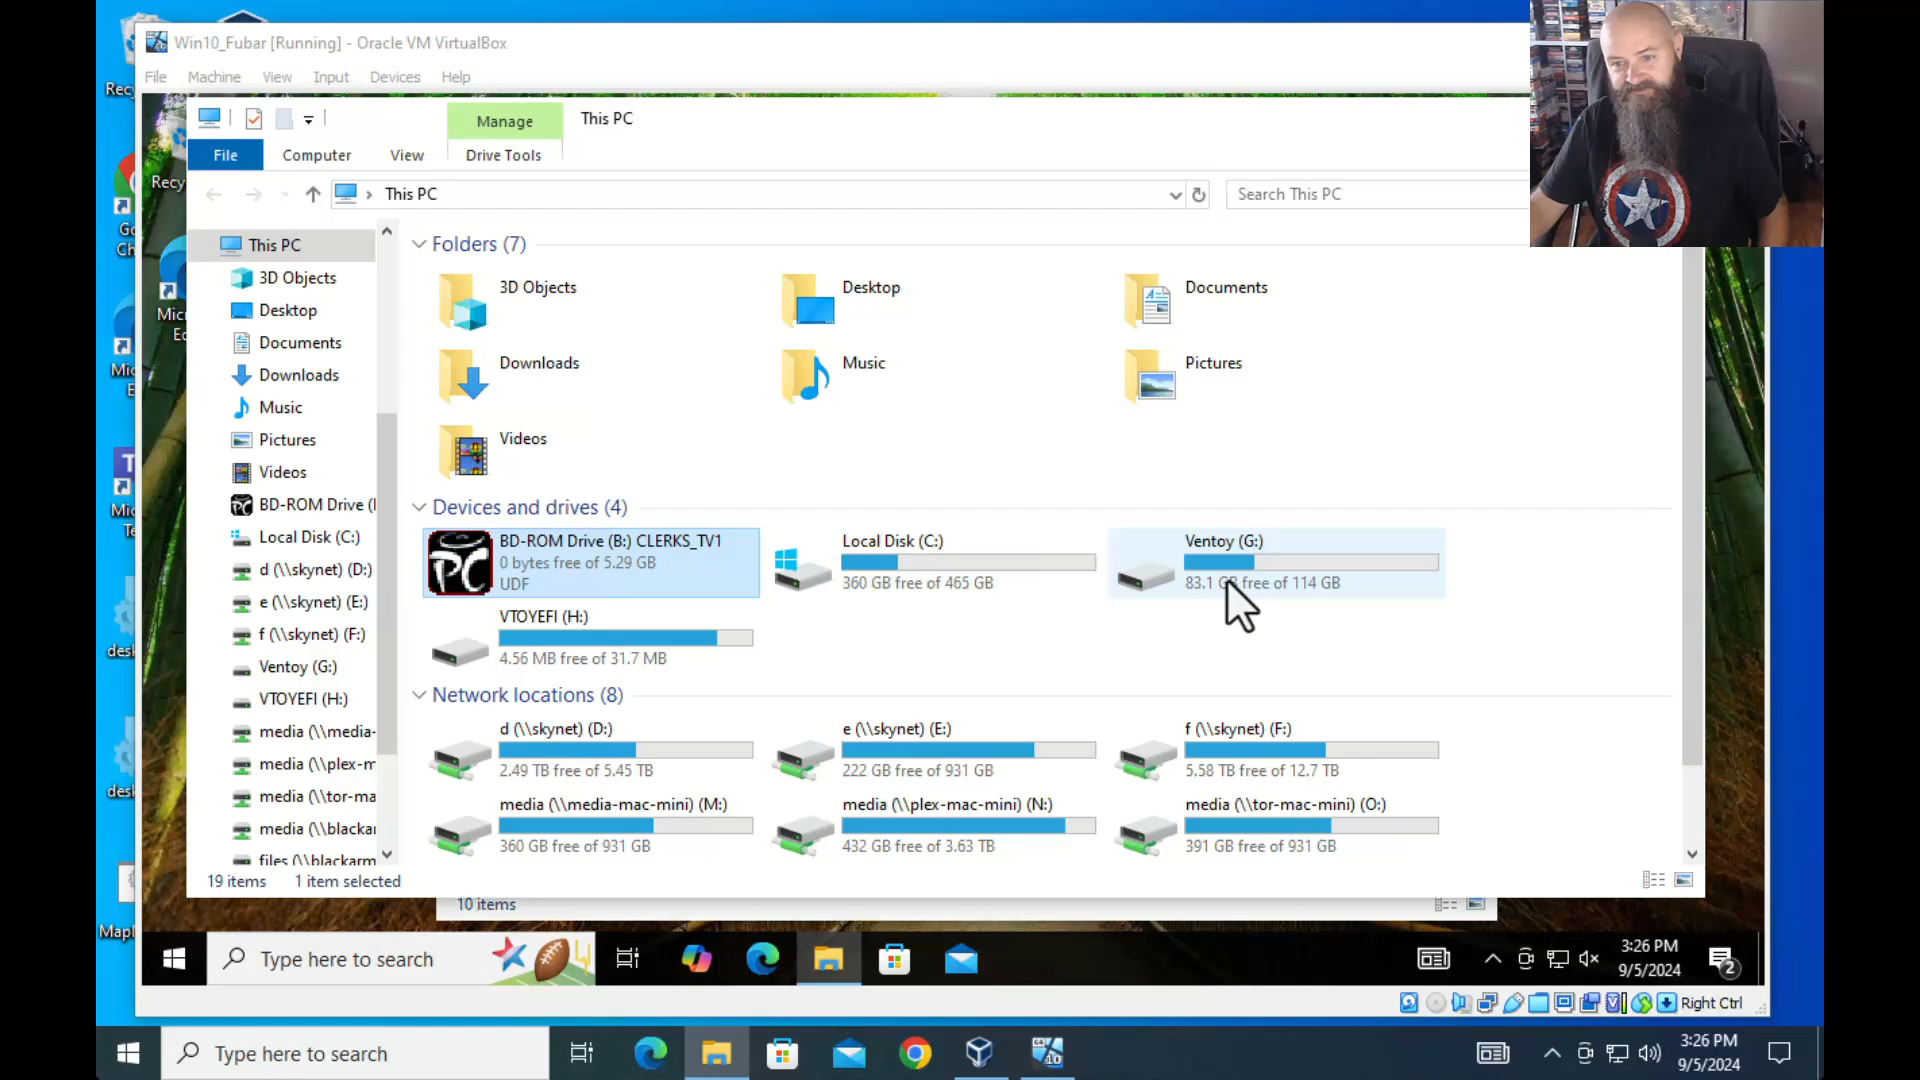 Win10_Fubar [Running] - Oracle VM VirtualBox
File Machine View Input Devices Help
Manage This PC
File Computer View Drive Tools
This PC Search This PC
This PC
3D Objects
Desktop
Documents
Downloads
Music
Pictures
Videos
BD-ROM Drive (
Local Disk (C:)
d (\\skynet) (D:)
e (\\skynet) (E:)
f (\\skynet) (F:)
Ventoy (G:)
VTOYEFI (H:)
media (\\media-
media (\\plex-m
media (\\tor-ma
media (\\blackar
files (\\blackarm
Folders (7)
3D Objects Desktop Documents
Downloads Music Pictures
Videos
Devices and drives (4)
BD-ROM Drive (B:) CLERKS_TV1
0 bytes free of 5.29 GB
UDF
Local Disk (C:)
360 GB free of 465 GB
Ventoy (G:)
83.1 GB free of 114 GB
VTOYEFI (H:)
4.56 MB free of 31.7 MB
Network locations (8)
d (\\skynet) (D:)
2.49 TB free of 5.45 TB
e (\\skynet) (E:)
222 GB free of 931 GB
f (\\skynet) (F:)
5.58 TB free of 12.7 TB
media (\\media-mac-mini) (M:)
360 GB free of 931 GB
media (\\plex-mac-mini) (N:)
432 GB free of 3.63 TB
media (\\tor-mac-mini) (O:)
391 GB free of 931 GB
19 items 1 item selected
10 items
Type here to search
3:26 PM
9/5/2024
2
Right Ctrl
Type here to search
3:26 PM
9/5/2024
Recy
Go
Ch
Mic
E
Mic
Te
desk
desk
Mapl
Recy
Micr
Ec
PC